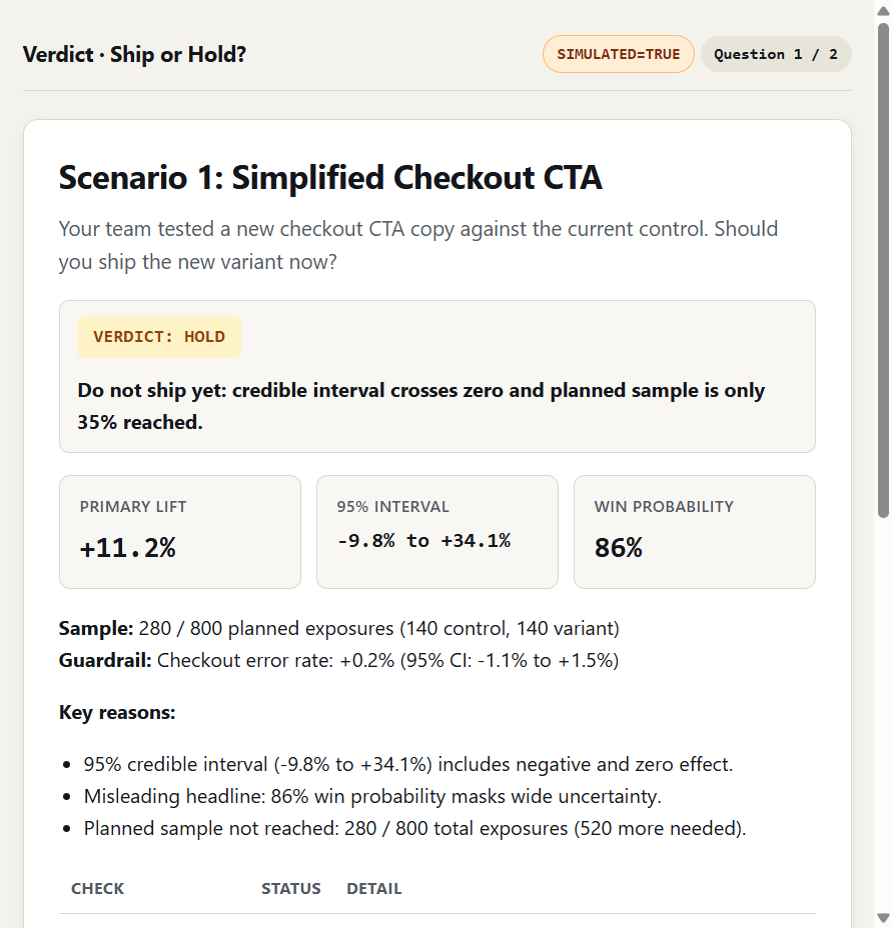 Verdict · Ship or Hold?
SIMULATED=TRUE
Question 1 / 2
Scenario 1: Simplified Checkout CTA
Your team tested a new checkout CTA copy against the current control. Should
you ship the new variant now?
VERDICT: HOLD
Do not ship yet: credible interval crosses zero and planned sample is only
35% reached.
PRIMARY LIFT
+11.2%
95% INTERVAL
-9.8% to +34.1%
WIN PROBABILITY
86%
Sample: 280 / 800 planned exposures (140 control, 140 variant)
Guardrail: Checkout error rate: +0.2% (95% CI: -1.1% to +1.5%)
Key reasons:
• 95% credible interval (-9.8% to +34.1%) includes negative and zero effect.
• Misleading headline: 86% win probability masks wide uncertainty.
• Planned sample not reached: 280 / 800 total exposures (520 more needed).
CHECK STATUS DETAIL